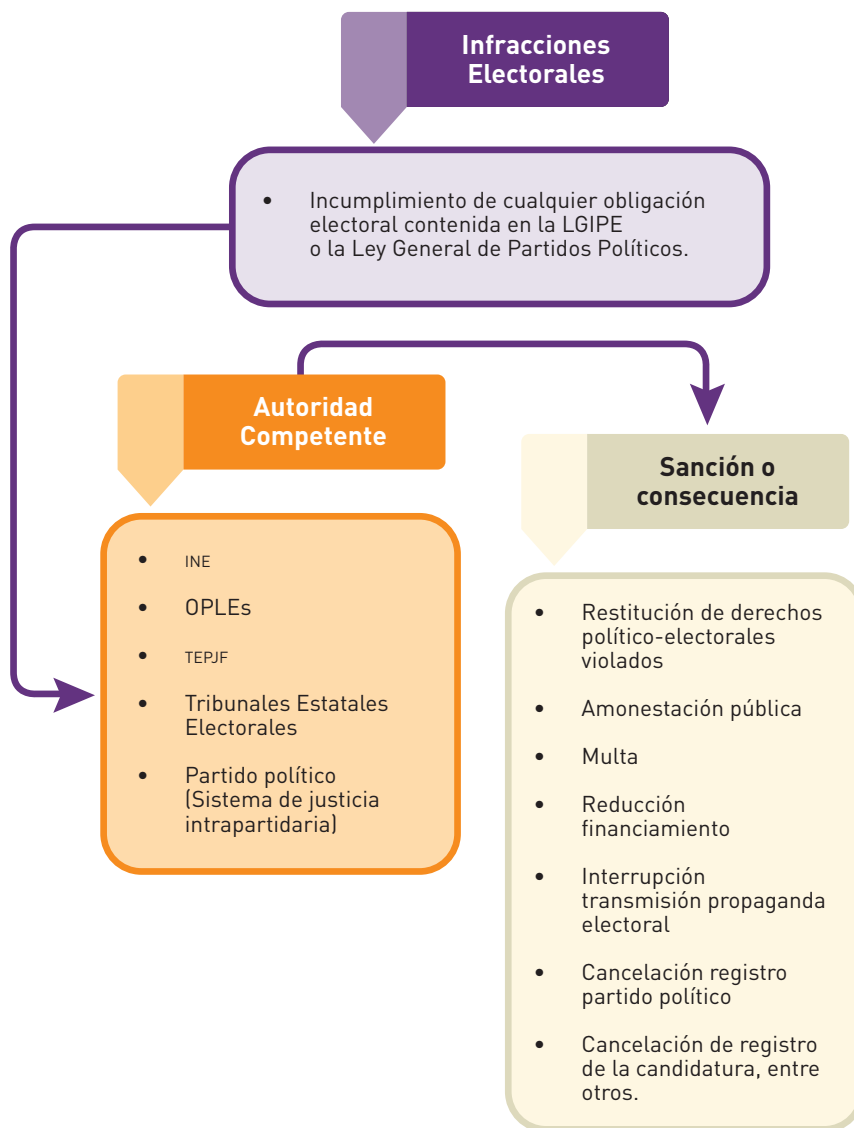 Infracciones
Electorales
• Incumplimiento de cualquier obligación
electoral contenida en la LGIPE
o la Ley General de Partidos Políticos.
Autoridad
Competente
• INE
• OPLEs
• TEPJF
• Tribunales Estatales
Electorales
• Partido político
(Sistema de justicia
intrapartidaria)
Sanción o
consecuencia
• Restitución de derechos
político-electorales
violados
• Amonestación pública
• Multa
• Reducción
financiamiento
• Interrupción
transmisión propaganda
electoral
• Cancelación registro
partido político
• Cancelación de registro
de la candidatura, entre
otros.